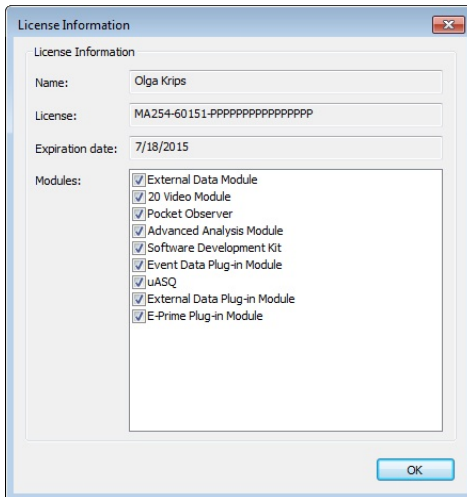 License Information
License Information
Name: Olga Krips
License: MA254-60151-PPPPPPPPPPPPPPPP
Expiration date: 7/18/2015
Modules:
External Data Module
20 Video Module
Pocket Observer
Advanced Analysis Module
Software Development Kit
Event Data Plug-in Module
uASQ
External Data Plug-in Module
E-Prime Plug-in Module
OK